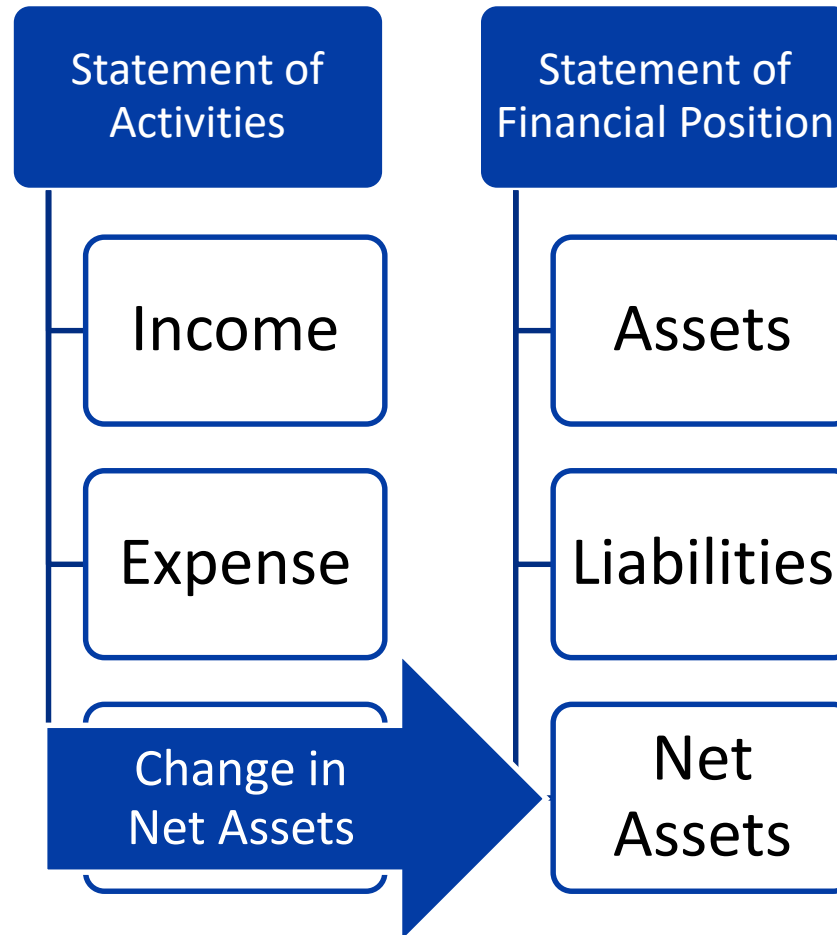 Statement of
Activities
Income
Expense
Change in
Net Assets
Statement of
Financial Position
Assets
Liabilities
Net
Assets